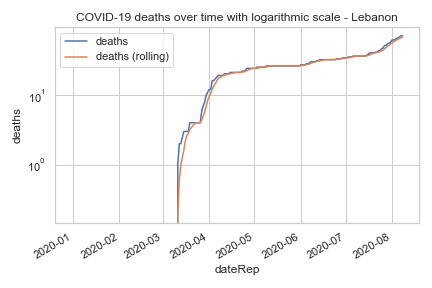 COVID-19 deaths over time with logarithmic scale - Lebanon
deaths
deaths (rolling)
deaths
10¹
10⁰
2020-01
2020-02
2020-03
2020-04
2020-05
2020-06
2020-07
2020-08
dateRep